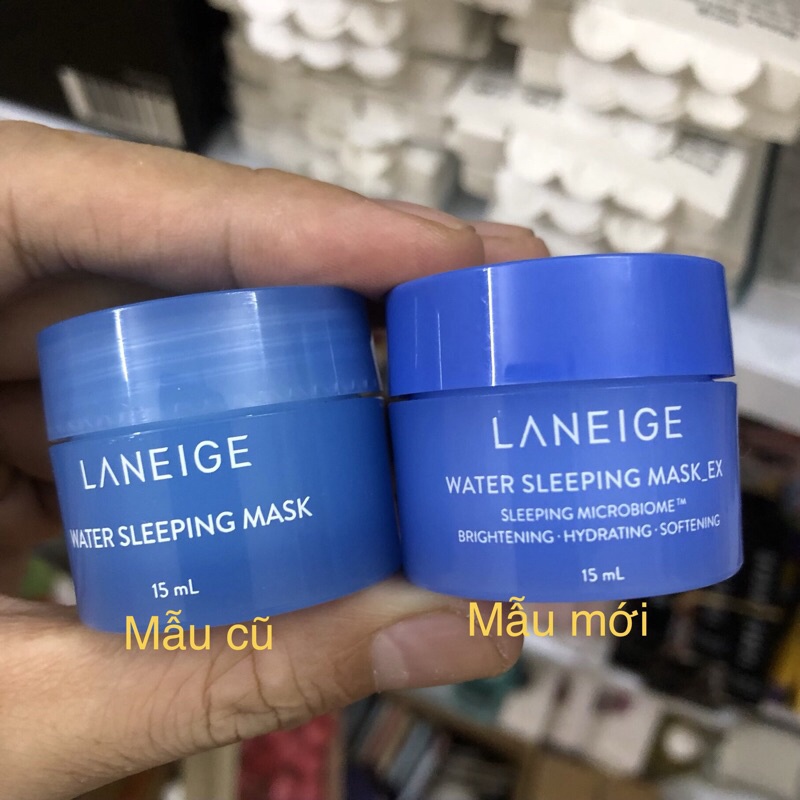 LANEIGE
WATER SLEEPING MASK
15 mL
Mẫu cũ
LANEIGE
WATER SLEEPING MASK_EX
SLEEPING MICROBIOME™
BRIGHTENING · HYDRATING · SOFTENING
15 mL
Mẫu mới